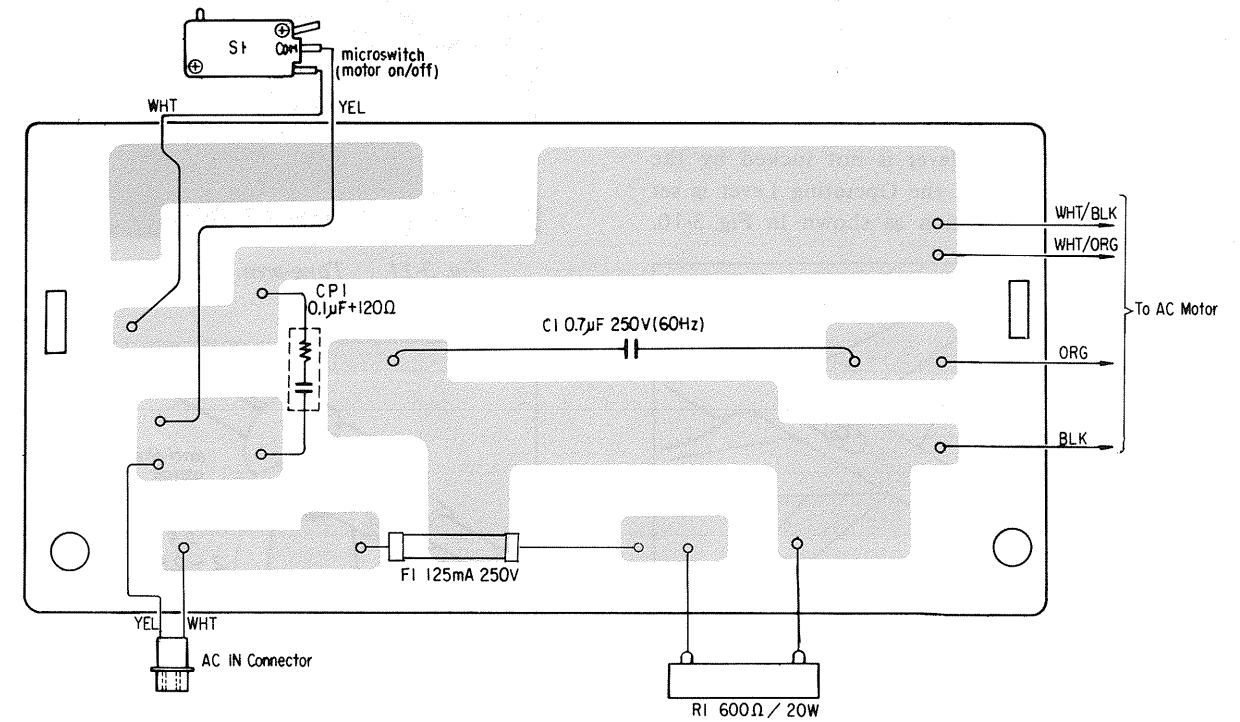 S1
COM
microswitch
(motor on/off)
WHT
YEL
WHT/BLK
WHT/ORG
CP1
0.1μF+120Ω
C1 0.7μF 250V(60Hz)
To AC Motor
ORG
BLK
F1 125mA 250V
YEL
WHT
AC IN Connector
R1 600Ω / 20W